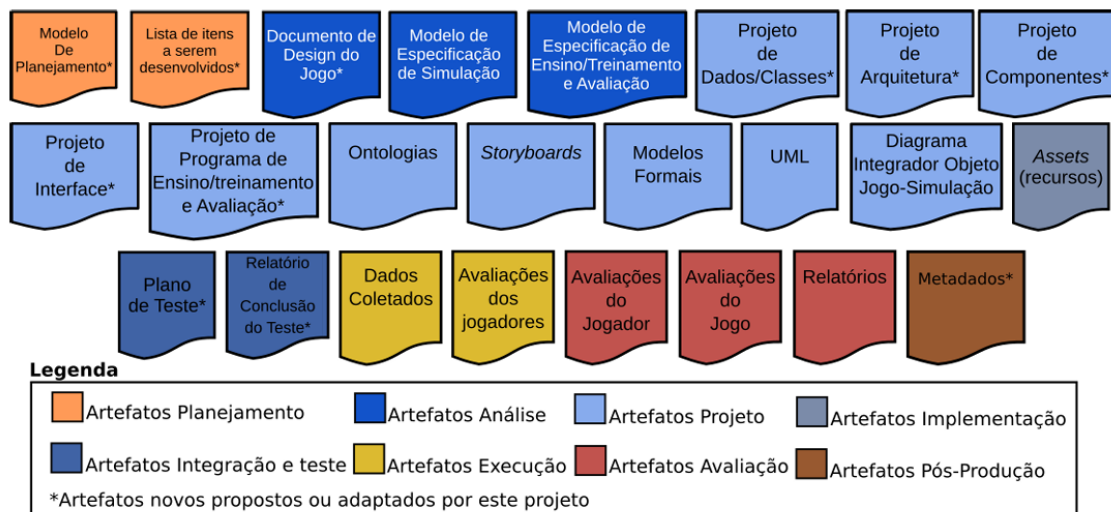 Modelo
De
Planejamento*
Lista de itens
a serem
desenvolvidos*
Documento de
Design do
Jogo*
Modelo de
Especificação
de Simulação
Modelo de
Especificação de
Ensino/Treinamento
e Avaliação
Projeto
de
Dados/Classes*
Projeto
de
Arquitetura*
Projeto
de
Componentes*
Projeto
de
Interface*
Projeto de
Programa de
Ensino/treinamento
e Avaliação*
Ontologias
Storyboards
Modelos
Formais
UML
Diagrama
Integrador Objeto
Jogo-Simulação
Assets
(recursos)
Plano
de Teste*
Relatório
de
Conclusão
do Teste*
Dados
Coletados
Avaliações
dos
jogadores
Avaliações
do
Jogador
Avaliações
do
Jogo
Relatórios
Metadados*
Legenda
Artefatos Planejamento
Artefatos Análise
Artefatos Projeto
Artefatos Implementação
Artefatos Integração e teste
Artefatos Execução
Artefatos Avaliação
Artefatos Pós-Produção
*Artefatos novos propostos ou adaptados por este projeto